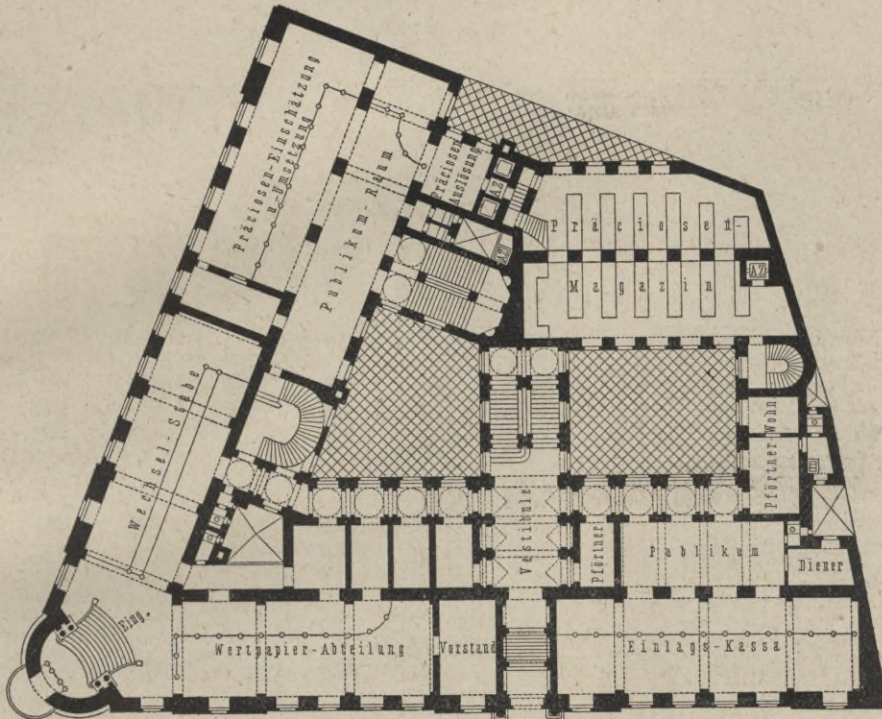 Präciosen-Einschätzung
u.-Umsetzung
Publikum-Raum
Präciosen
Auslösung
AZ
AZ
Präciosen-
Magazin
AZ
Wechsel-Stube
Pförtner-Wohn
Vestibule
Pförtner
Publikum
Diener
Eing.
Wertpapier-Abteilung
Vorstand
Einlags-Kassa